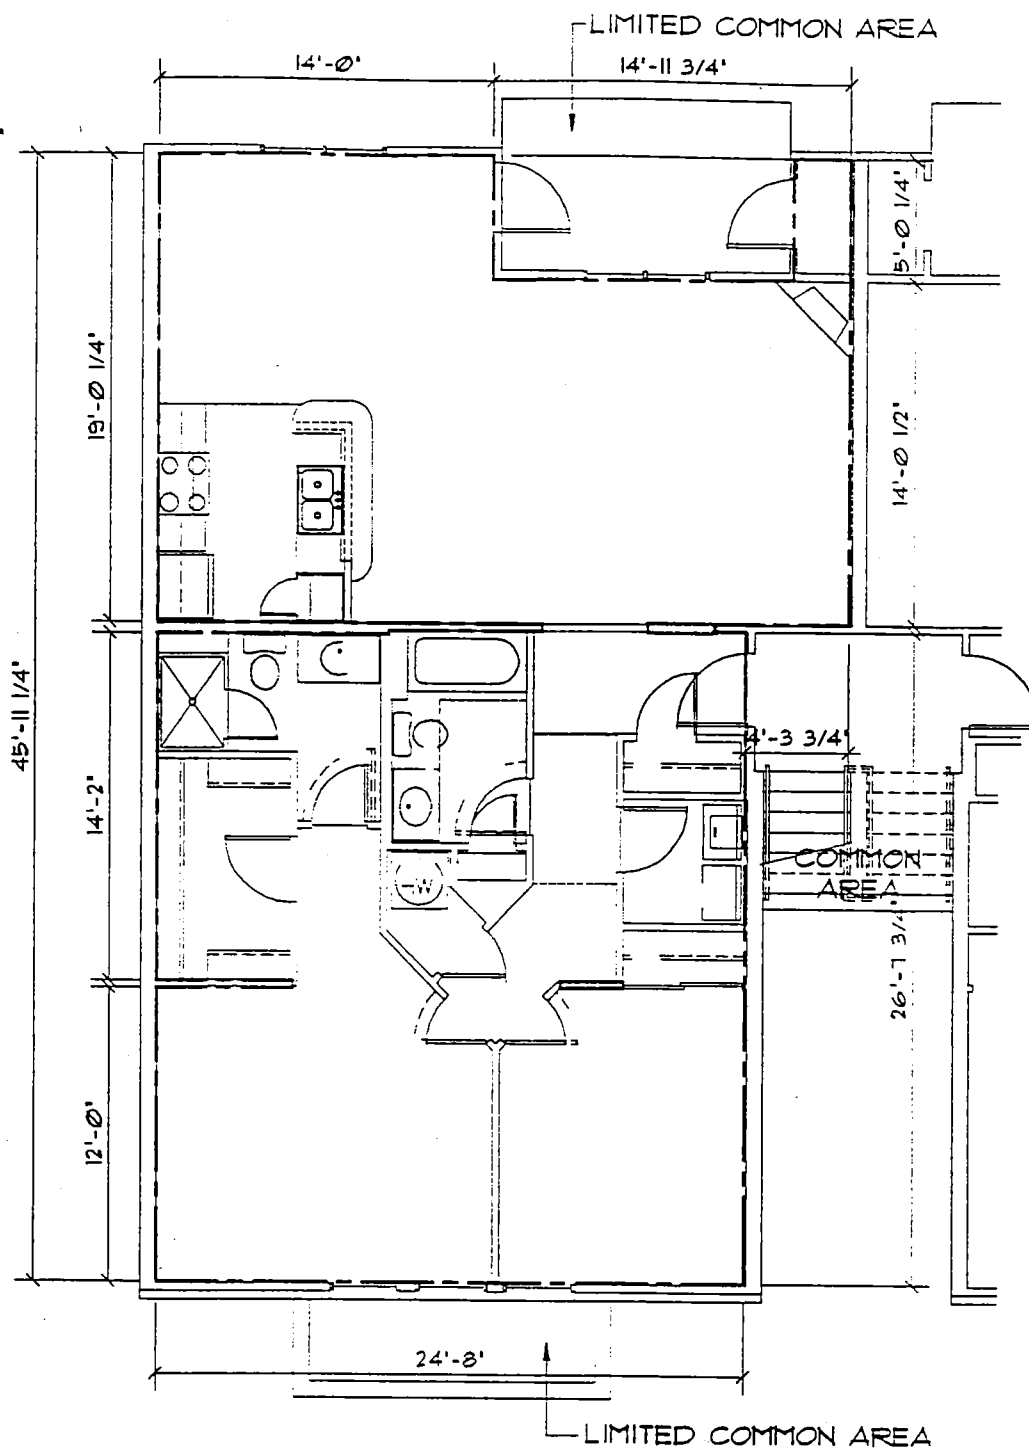 LIMITED COMMON AREA
14'-0"
14'-11 3/4"
5'-0 1/4"
19'-0 1/4"
14'-0 1/2"
45'-11 1/4"
14'-2"
4'-3 3/4"
COMMON
AREA
W
26'-7 3/4"
12'-0"
24'-8"
LIMITED COMMON AREA